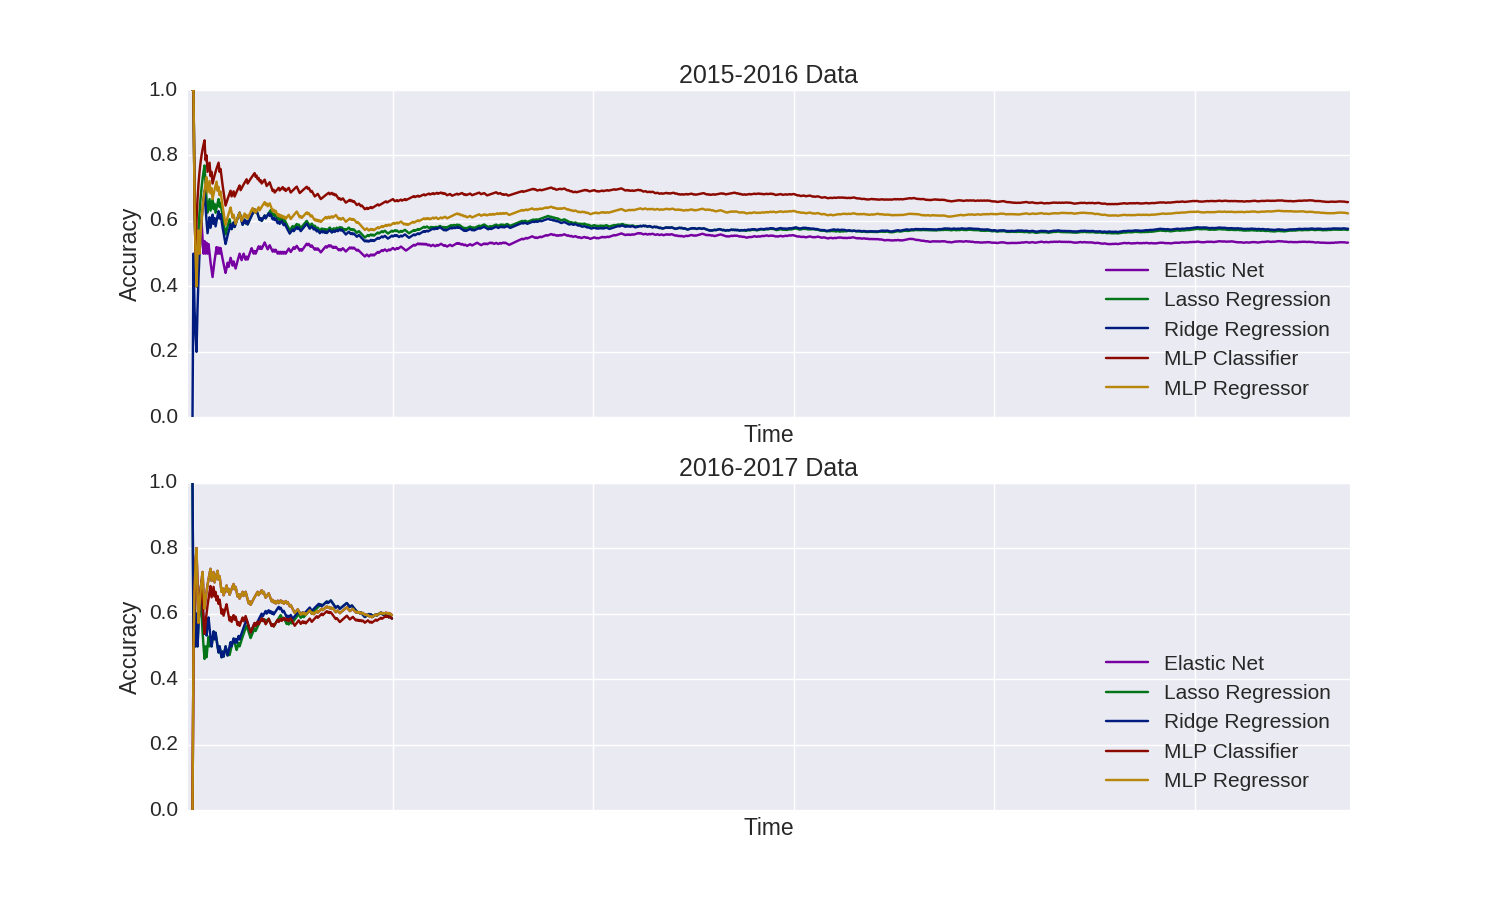 2015-2016 Data
1.0
0.8
0.6
0.4
0.2
0.0
Accuracy
Elastic Net
Lasso Regression
Ridge Regression
MLP Classifier
MLP Regressor
Time
2016-2017 Data
1.0
0.8
0.6
0.4
0.2
0.0
Accuracy
Elastic Net
Lasso Regression
Ridge Regression
MLP Classifier
MLP Regressor
Time